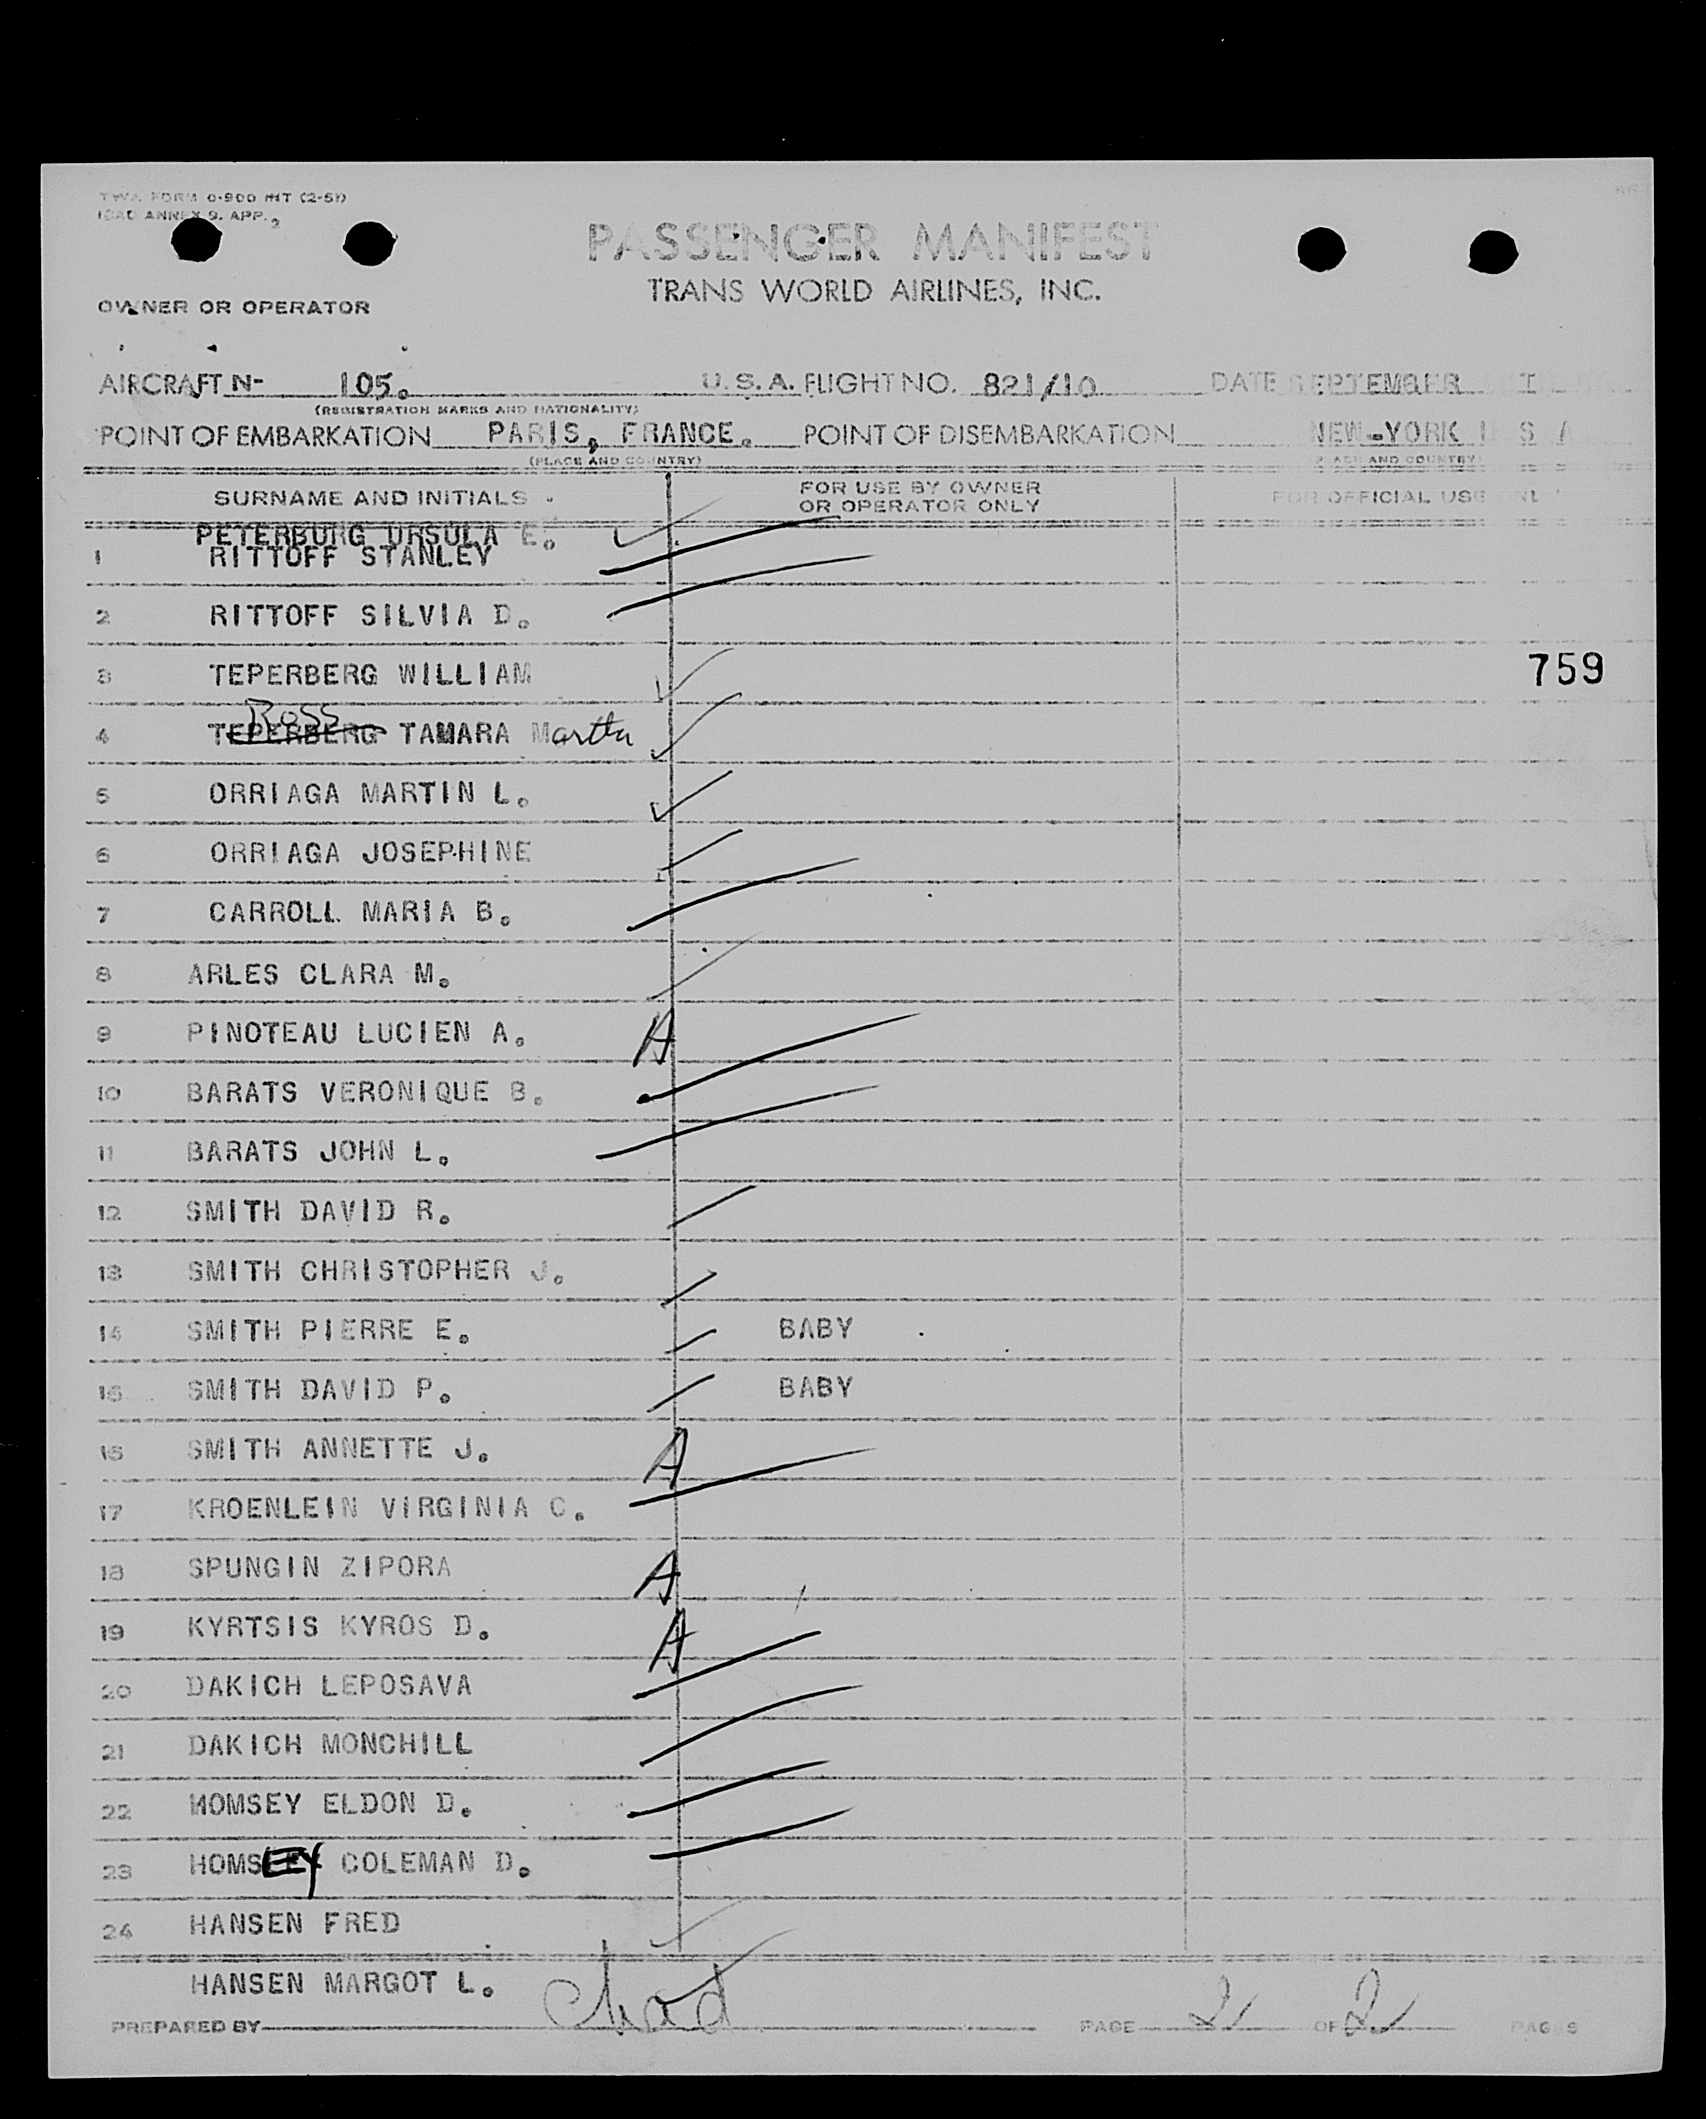 TWA FORM O-900 INT (2-51)
ICAO ANNEX 9. APP. 2
PASSENGER MANIFEST
TRANS WORLD AIRLINES, INC.
OWNER OR OPERATOR
AIRCRAFT N- 105. U.S.A. FLIGHT NO. 821/10 DATE SEPTEMBER
(REGISTRATION MARKS AND NATIONALITY)
POINT OF EMBARKATION PARIS, FRANCE. POINT OF DISEMBARKATION NEW-YORK U S A
(PLACE AND COUNTRY) (PLACE AND COUNTRY)
SURNAME AND INITIALS FOR USE BY OWNER OR OPERATOR ONLY FOR OFFICIAL USE ONLY
PETERBURG URSULA E.
1 RITTOFF STANLEY
2 RITTOFF SILVIA D.
3 TEPERBERG WILLIAM 759
Ross
4 TEPERBERG TAMARA Martha
5 ORRIAGA MARTIN L.
6 ORRIAGA JOSEPHINE
7 CARROLL MARIA B.
8 ARLES CLARA M.
9 PINOTEAU LUCIEN A. A
10 BARATS VERONIQUE B.
11 BARATS JOHN L.
12 SMITH DAVID R.
13 SMITH CHRISTOPHER J.
14 SMITH PIERRE E. BABY
15 SMITH DAVID P. BABY
16 SMITH ANNETTE J. A
17 KROENLEIN VIRGINIA C.
18 SPUNGIN ZIPORA A
19 KYRTSIS KYROS D. A
20 DAKICH LEPOSAVA
21 DAKICH MONCHILL
22 HOMSEY ELDON D.
23 HOMSEY COLEMAN D.
24 HANSEN FRED
HANSEN MARGOT L.
PREPARED BY PAGE 2 OF 2 PAGES